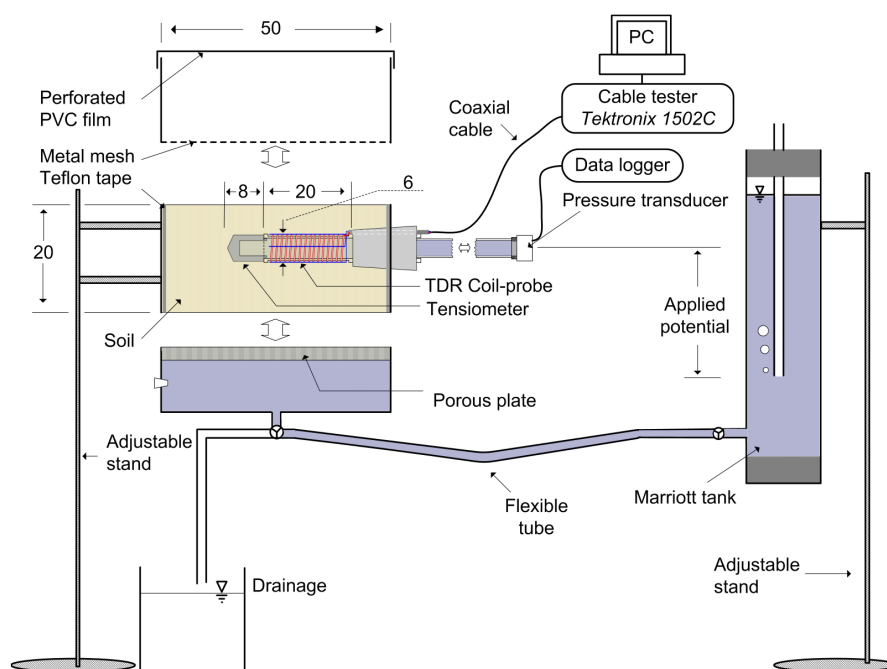 50
PC
Perforated
PVC film
Coaxial
cable
Cable tester
Tektronix 1502C
Metal mesh
Teflon tape
Data logger
8
20
6
Pressure transducer
20
TDR Coil-probe
Tensiometer
Applied
potential
Soil
Porous plate
Adjustable
stand
Marriott tank
Flexible
tube
Adjustable
stand
Drainage